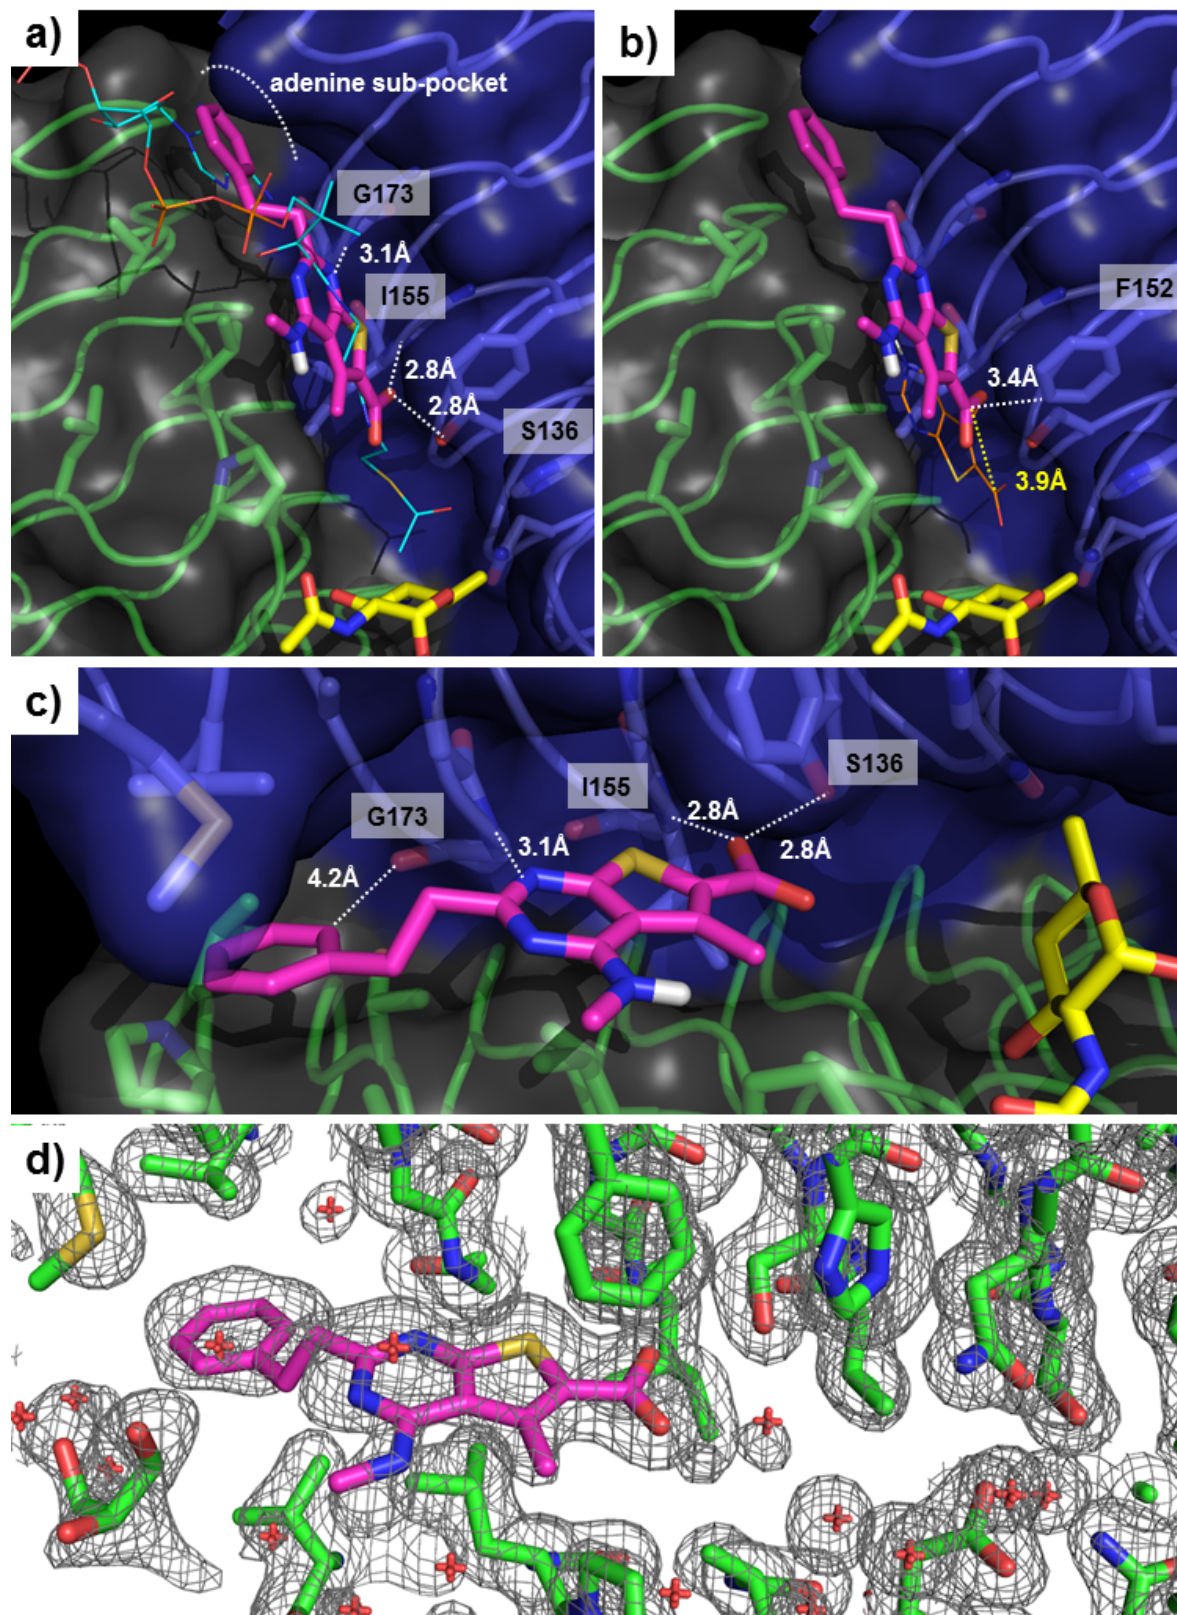 a)
adenine sub-pocket
G173
3.1Å
I155
2.8Å
2.8Å
S136
b)
F152
3.4Å
3.9Å
c)
S136
I155
2.8Å
G173
3.1Å
2.8Å
4.2Å
d)